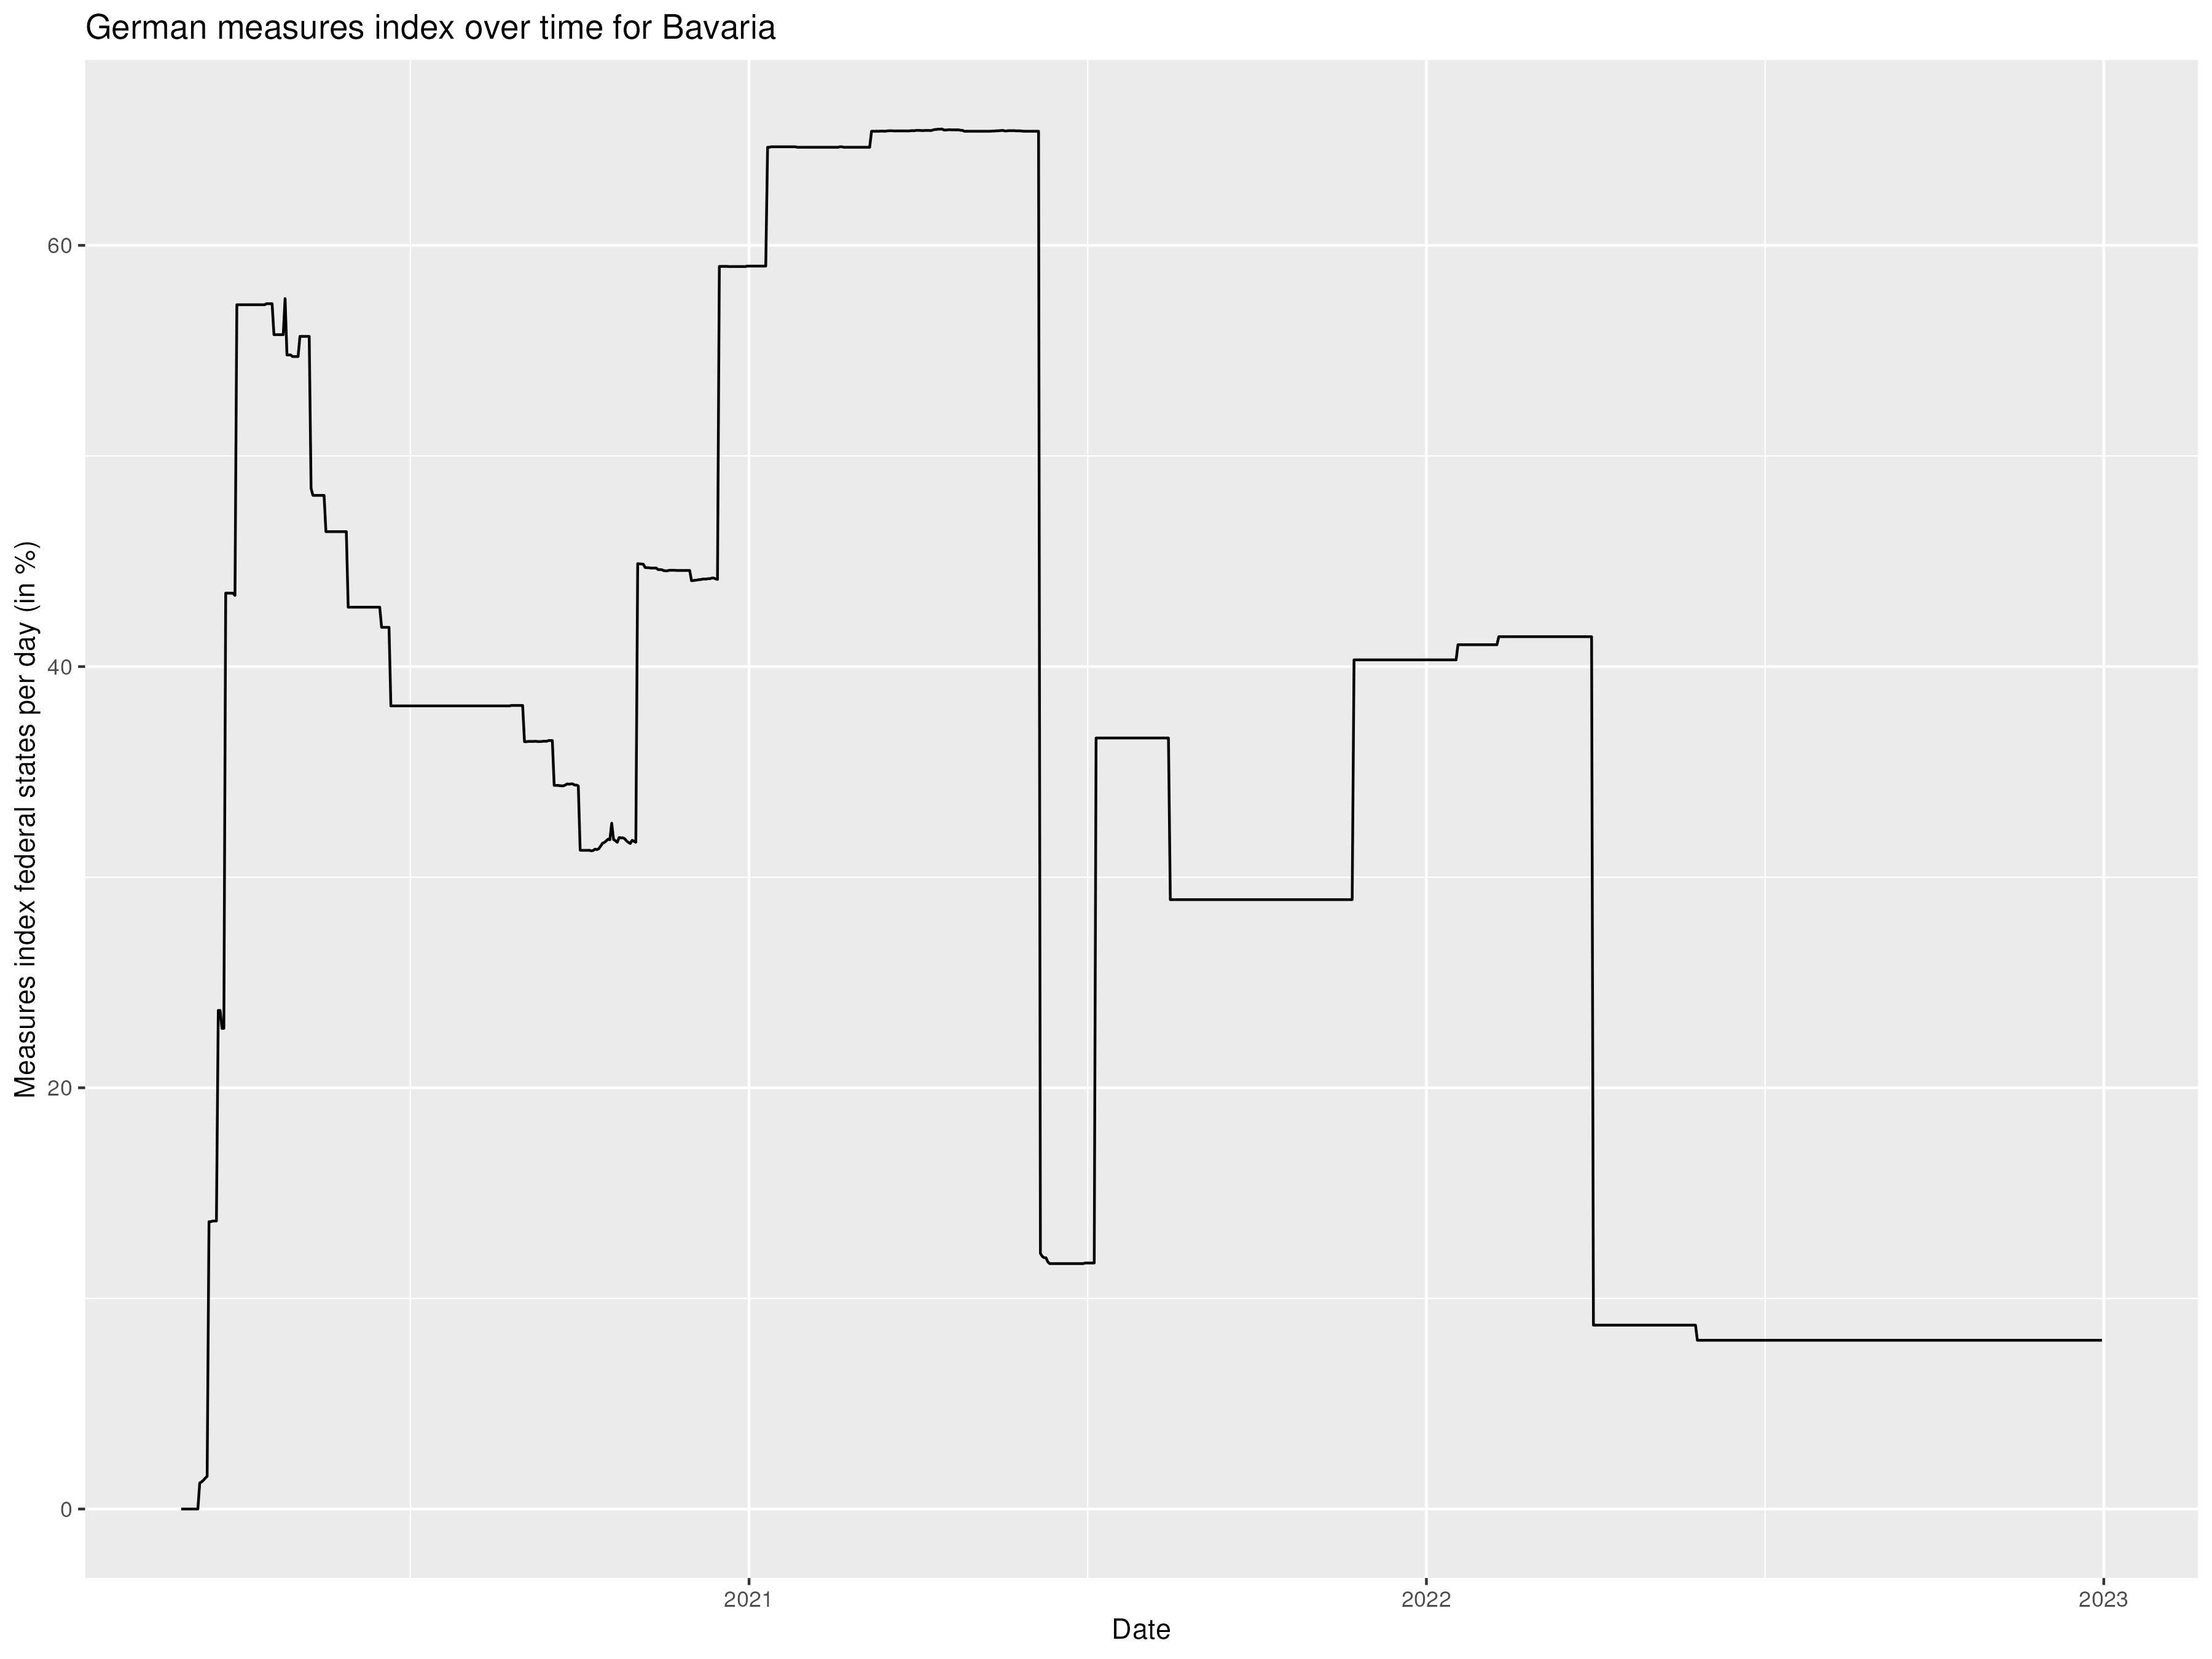 German measures index over time for Bavaria
Measures index federal states per day (in %)
60
40
20
0
2021
2022
2023
Date